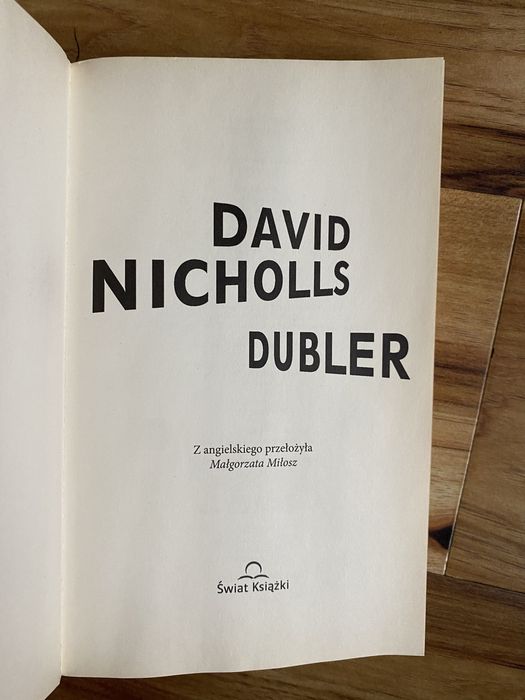 DAVID
NICHOLLS
DUBLER
Z angielskiego przełożyła
Małgorzata Miłosz
Świat Książki